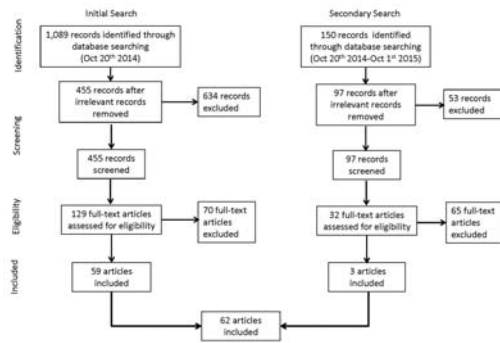 Initial Search
Secondary Search
Identification
1,089 records identified through
database searching
(Oct 20th 2014)
150 records identified
through database searching
(Oct 20th 2014-Oct 1st 2015)
455 records after
irrelevant records
removed
634 records
excluded
97 records after
irrelevant records
removed
53 records
excluded
Screening
455 records
screened
97 records
screened
Eligibility
129 full-text articles
assessed for eligibility
70 full-text
articles
excluded
32 full-text articles
assessed for eligibility
65 full-text
articles
excluded
Included
59 articles
included
3 articles
included
62 articles
included